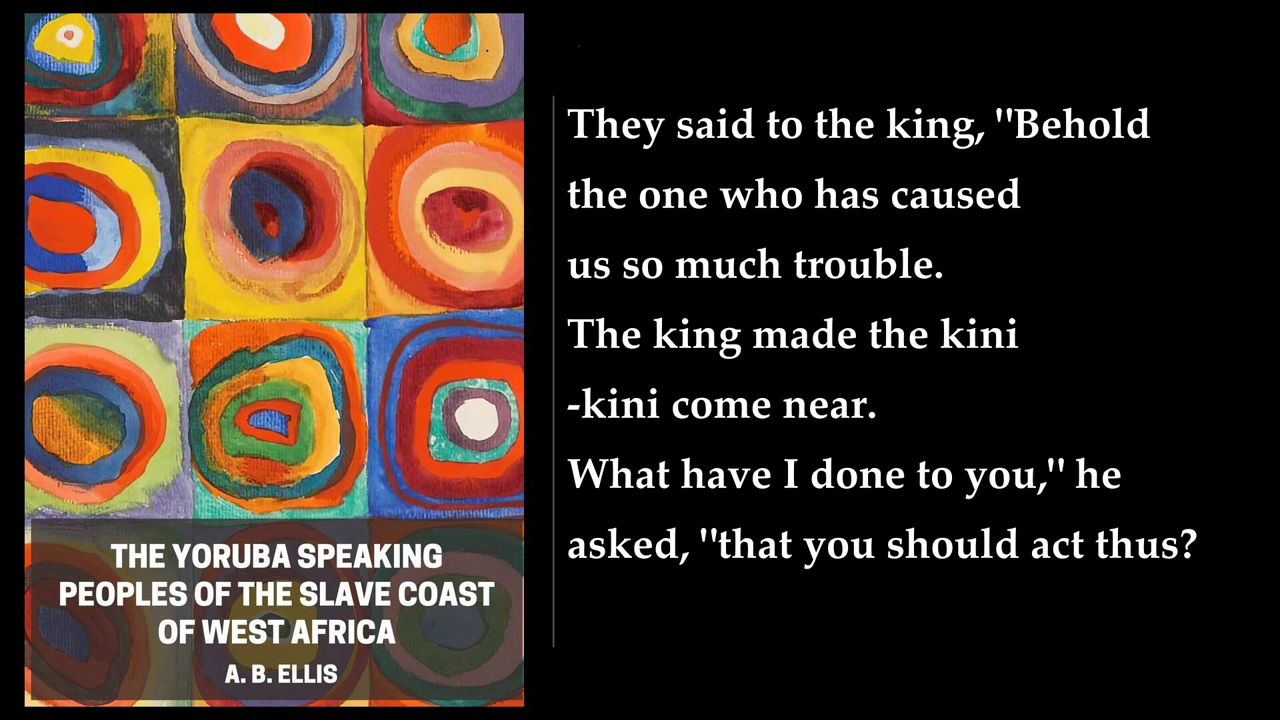 They said to the king, "Behold
the one who has caused
us so much trouble.
The king made the kini
-kini come near.
What have I done to you," he
asked, "that you should act thus?
THE YORUBA SPEAKING
PEOPLES OF THE SLAVE COAST
OF WEST AFRICA
A. B. ELLIS